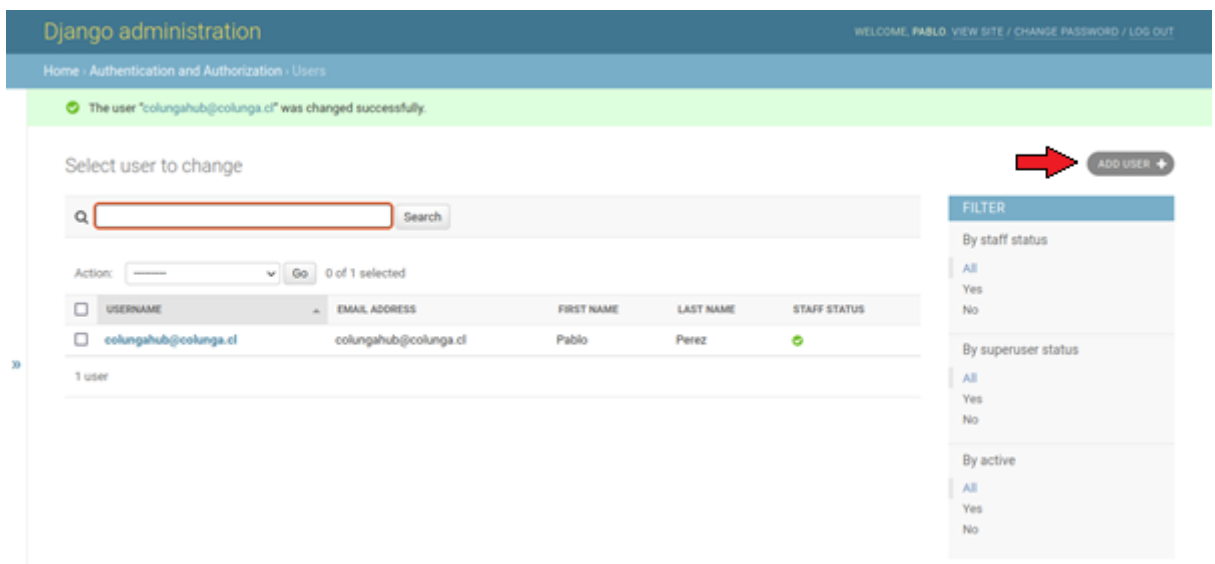 Django administration
WELCOME, PABLO. VIEW SITE / CHANGE PASSWORD / LOG OUT
Home › Authentication and Authorization › Users
The user "colungahub@colunga.cl" was changed successfully.
Select user to change
ADD USER +
Search
Action: --------- Go 0 of 1 selected
USERNAME EMAIL ADDRESS FIRST NAME LAST NAME STAFF STATUS
colungahub@colunga.cl colungahub@colunga.cl Pablo Perez
1 user
»
FILTER
By staff status
All
Yes
No
By superuser status
All
Yes
No
By active
All
Yes
No